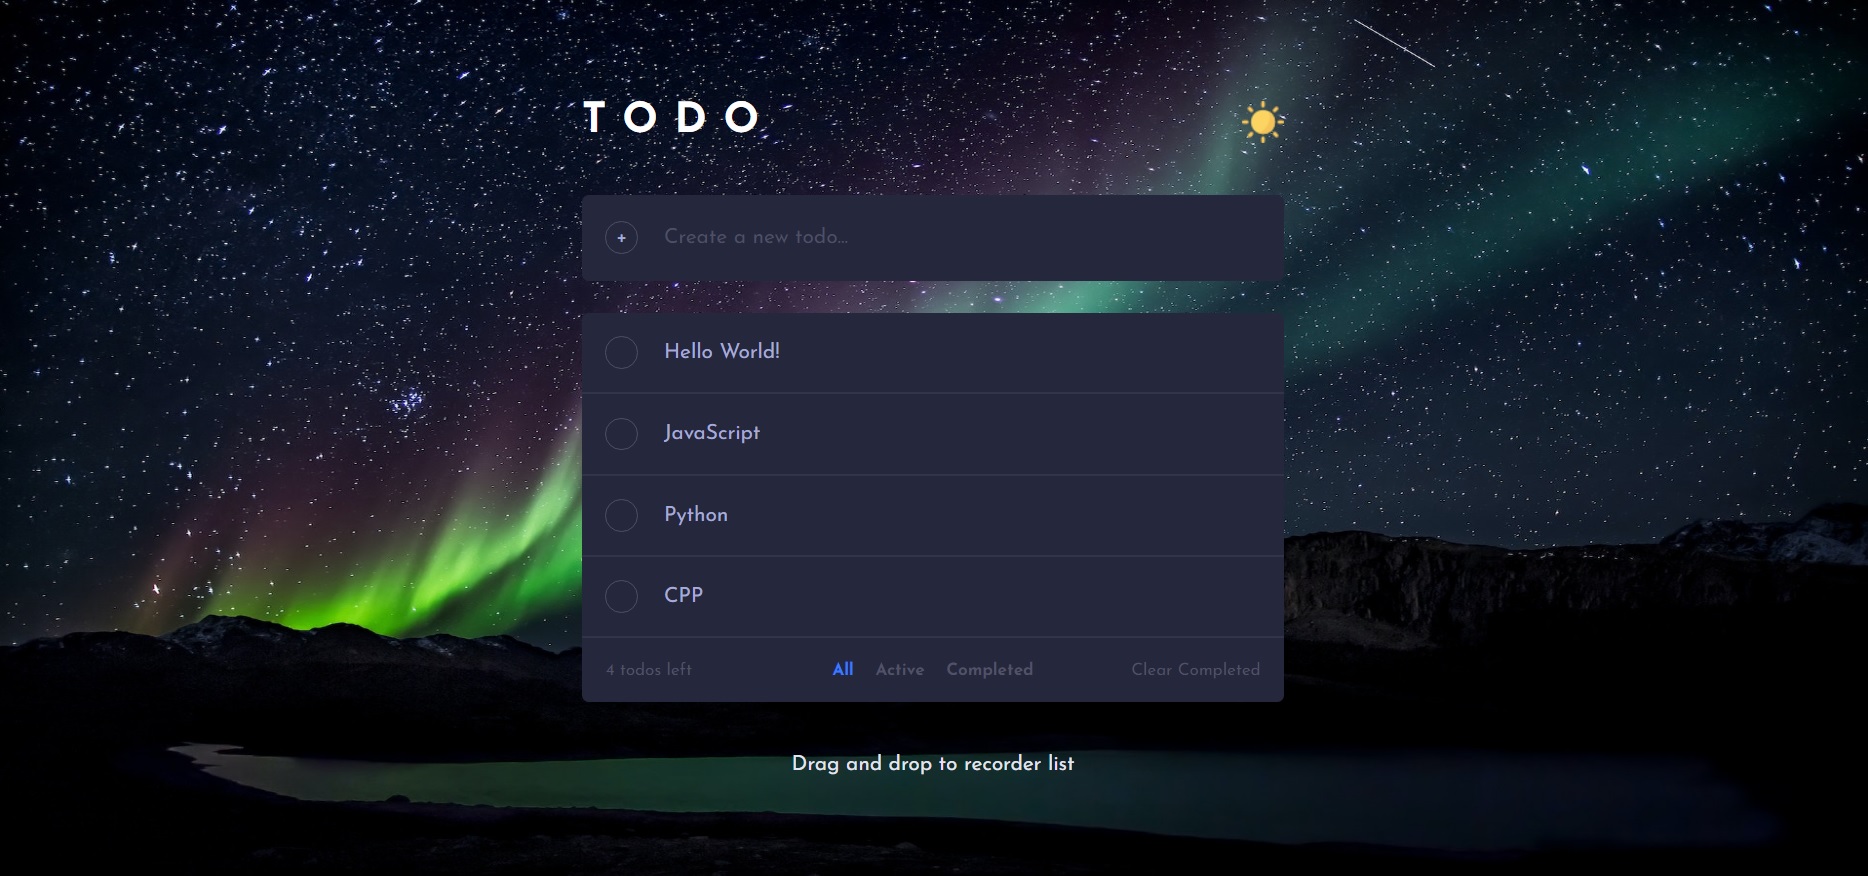 TODO
+ Create a new todo...
Hello World!
JavaScript
Python
CPP
4 todos left All Active Completed Clear Completed
Drag and drop to recorder list